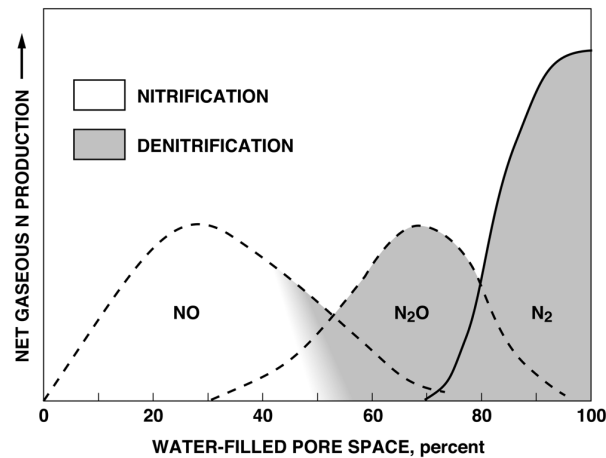 NET GASEOUS N PRODUCTION
NITRIFICATION
DENITRIFICATION
NO
N₂O
N₂
0 20 40 60 80 100
WATER-FILLED PORE SPACE, percent